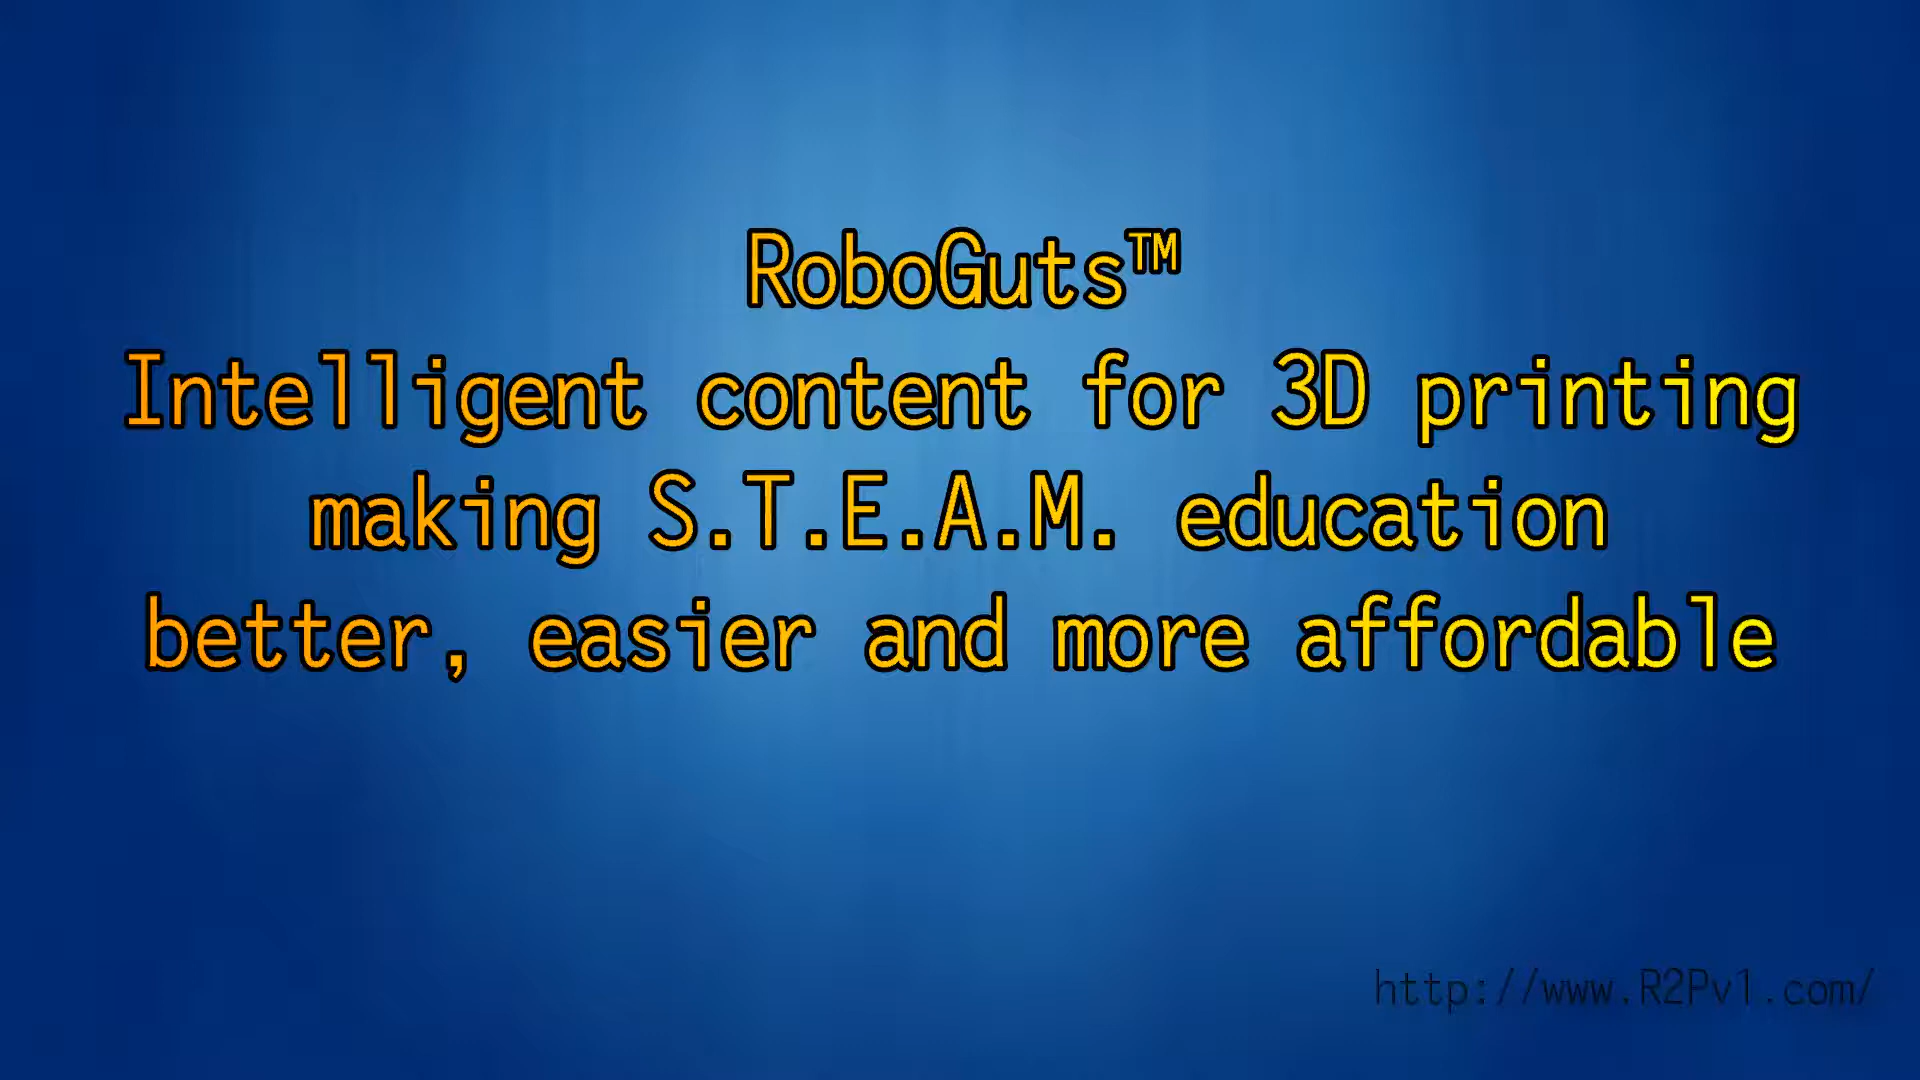 RoboGuts™
Intelligent content for 3D printing
making S.T.E.A.M. education
better, easier and more affordable
http://www.R2Pv1.com/